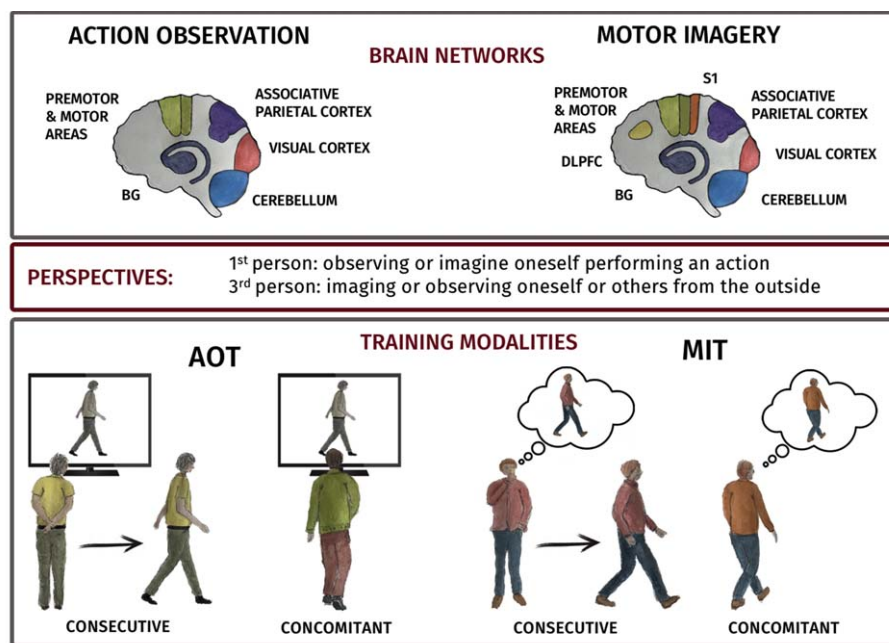 ACTION OBSERVATION
MOTOR IMAGERY
BRAIN NETWORKS
PREMOTOR
& MOTOR
AREAS
ASSOCIATIVE
PARIETAL CORTEX
VISUAL CORTEX
BG
CEREBELLUM
S1
PREMOTOR
& MOTOR
AREAS
ASSOCIATIVE
PARIETAL CORTEX
DLPFC
VISUAL CORTEX
BG
CEREBELLUM
PERSPECTIVES:
1st person: observing or imagine oneself performing an action
3rd person: imaging or observing oneself or others from the outside
TRAINING MODALITIES
AOT
MIT
CONSECUTIVE
CONCOMITANT
CONSECUTIVE
CONCOMITANT